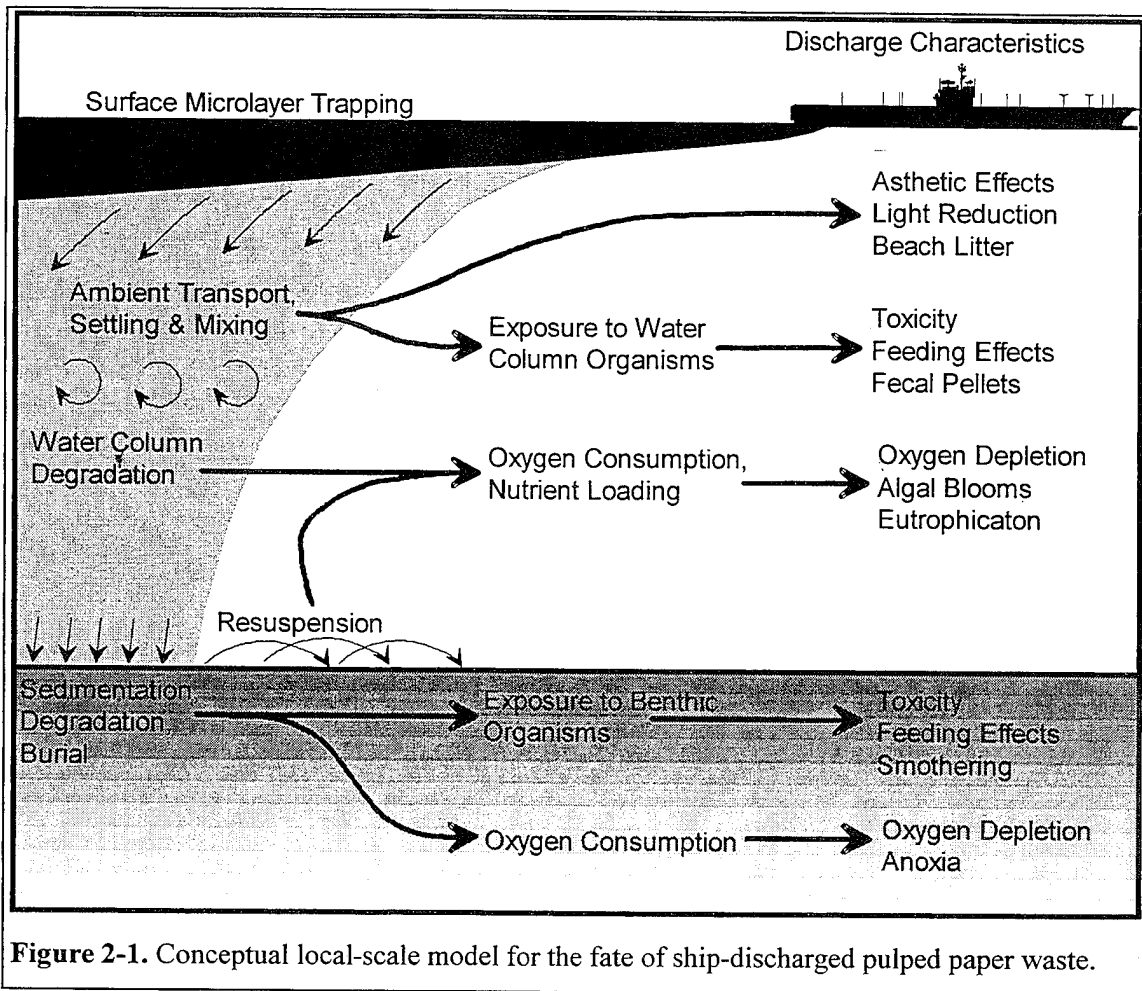 Discharge Characteristics
Surface Microlayer Trapping
Asthetic Effects
Light Reduction
Beach Litter
Ambient Transport,
Settling & Mixing
Exposure to Water
Column Organisms
Toxicity
Feeding Effects
Fecal Pellets
Water Column
Degradation
Oxygen Consumption,
Nutrient Loading
Oxygen Depletion
Algal Blooms
Eutrophicaton
Resuspension
Sedimentation,
Degradation,
Burial
Exposure to Benthic
Organisms
Toxicity
Feeding Effects
Smothering
Oxygen Consumption
Oxygen Depletion
Anoxia
Figure 2-1. Conceptual local-scale model for the fate of ship-discharged pulped paper waste.